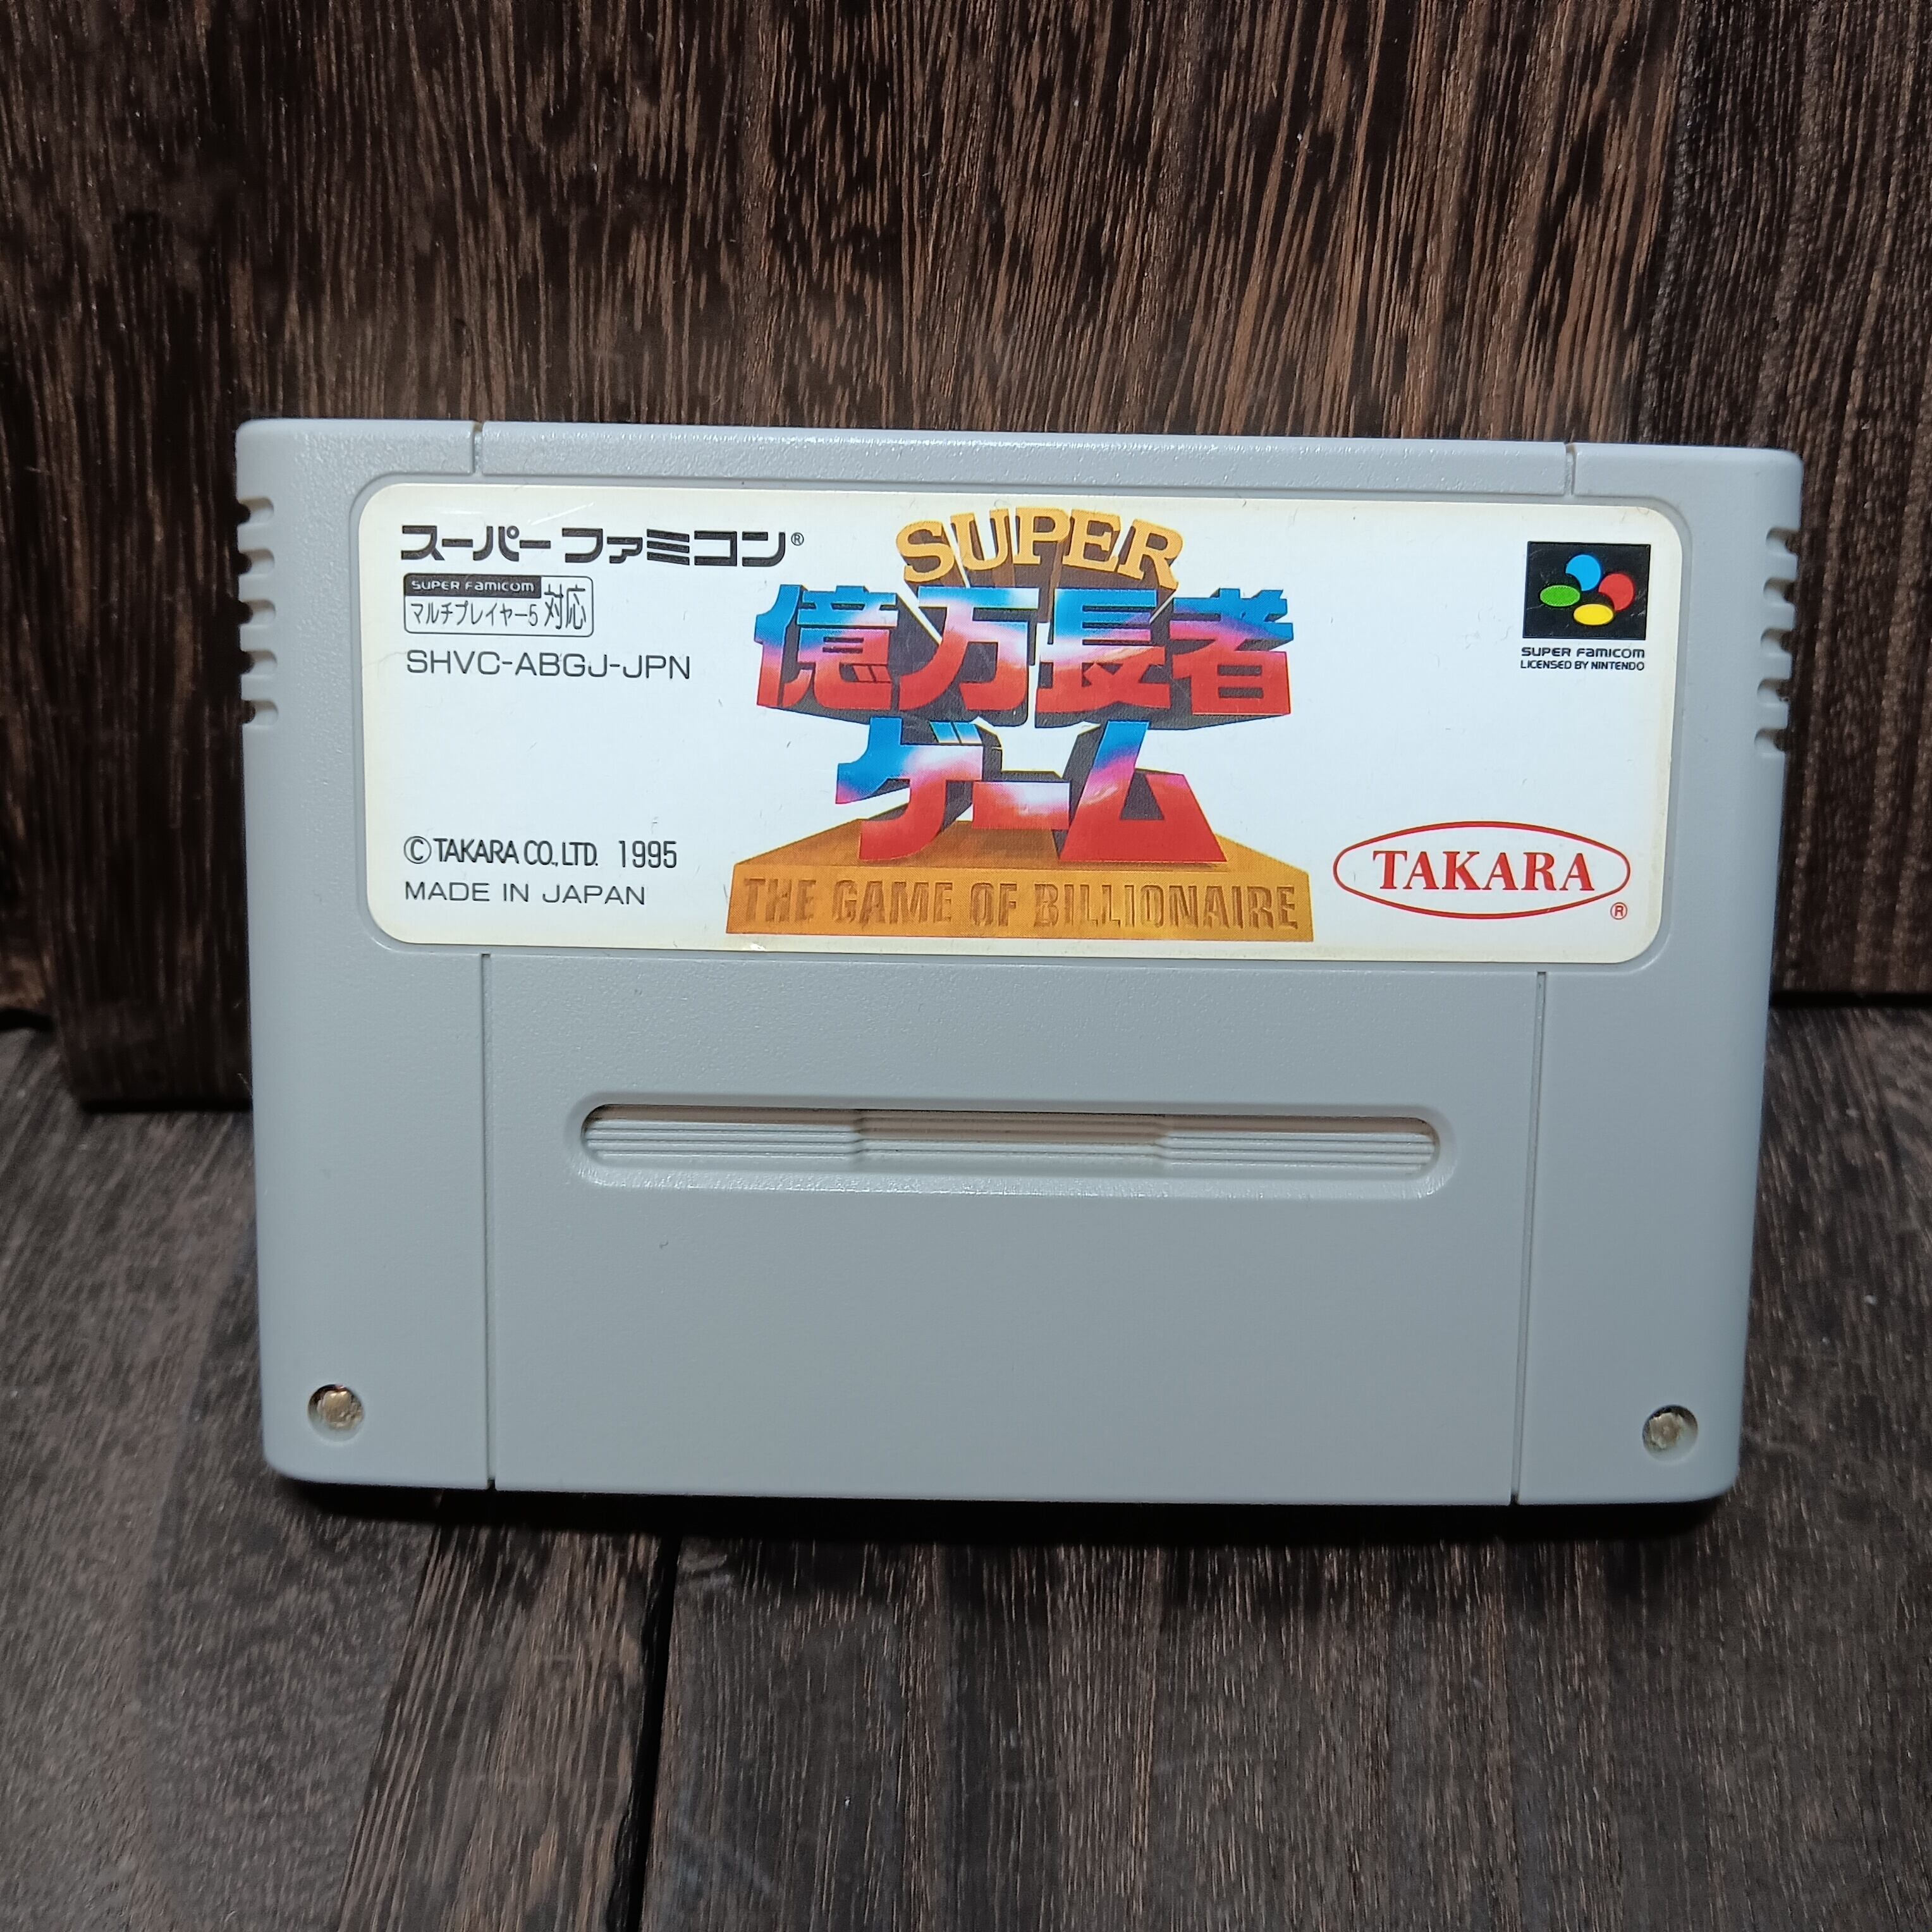 スーパーファミコン®
SUPER FAMICOM
マルチプレイヤー5 対応
SHVC-ABGJ-JPN
©TAKARA CO.,LTD. 1995
MADE IN JAPAN
SUPER
億万長者
ゲーム
THE GAME OF BILLIONAIRE
SUPER FAMICOM
LICENSED BY NINTENDO
TAKARA
®